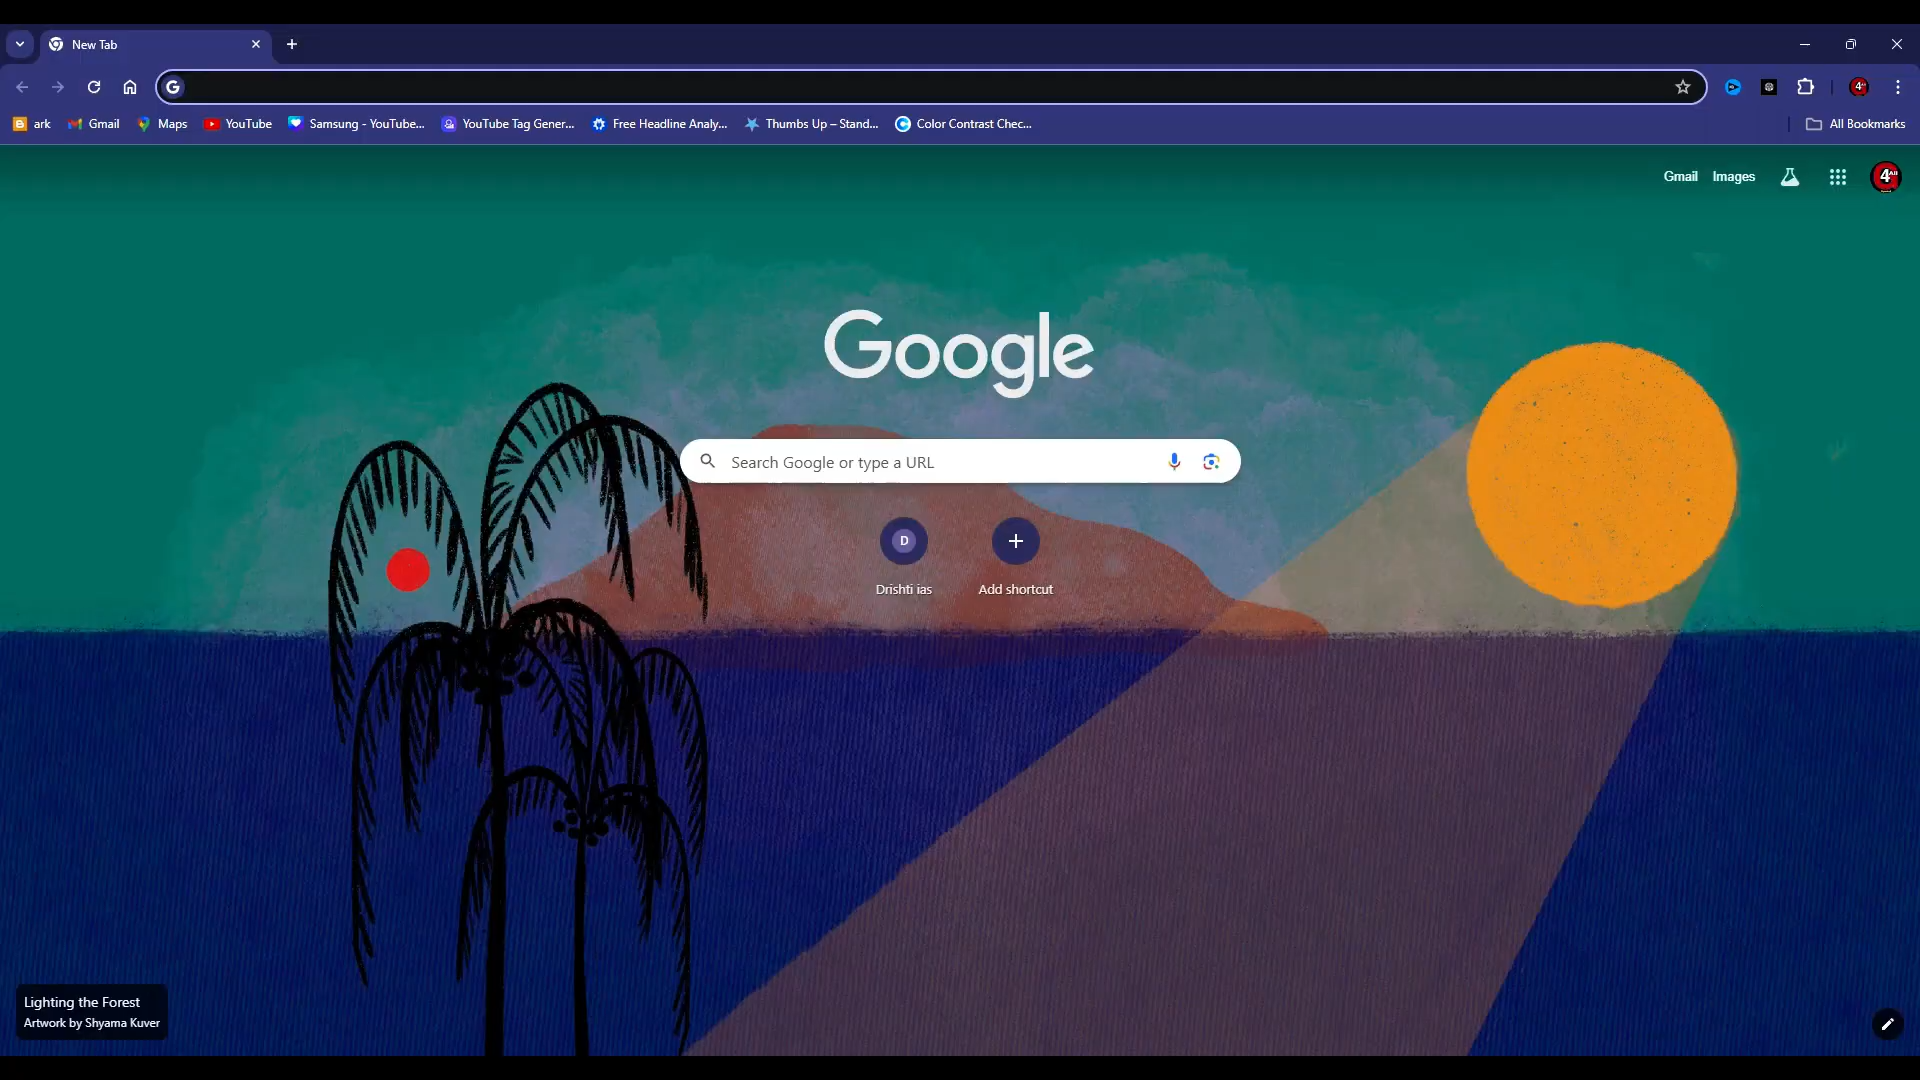 New Tab
ark
Gmail
Maps
YouTube
Samsung - YouTube...
YouTube Tag Gener...
Free Headline Analy...
Thumbs Up – Stand...
Color Contrast Chec...
All Bookmarks
Gmail
Images
Google
Search Google or type a URL
D
Drishti ias
Add shortcut
Lighting the Forest
Artwork by Shyama Kuver